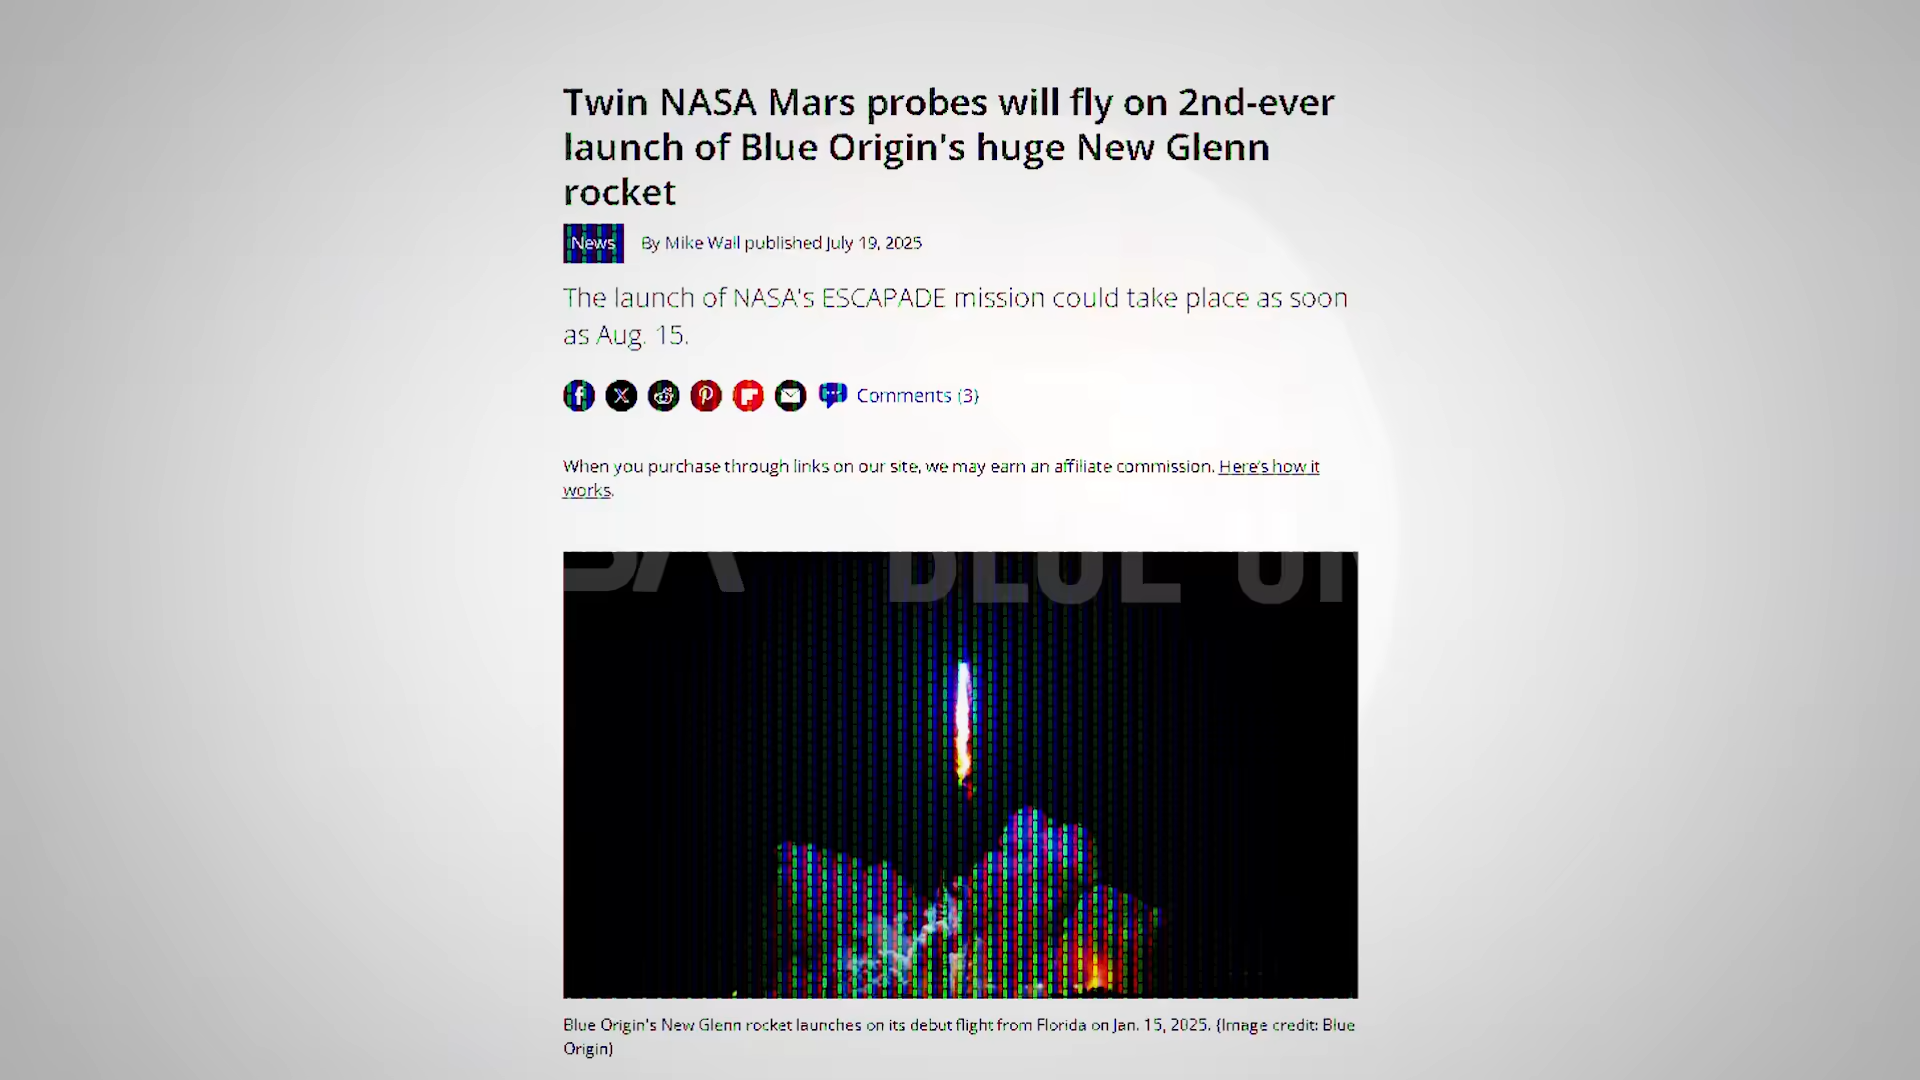 Twin NASA Mars probes will fly on 2nd-ever
launch of Blue Origin's huge New Glenn
rocket
News By Mike Wall published July 19, 2025
The launch of NASA's ESCAPADE mission could take place as soon
as Aug. 15.
Comments (3)
When you purchase through links on our site, we may earn an affiliate commission. Here's how it
works.
BLUE
Blue Origin's New Glenn rocket launches on its debut flight from Florida on Jan. 15, 2025. (Image credit: Blue
Origin)